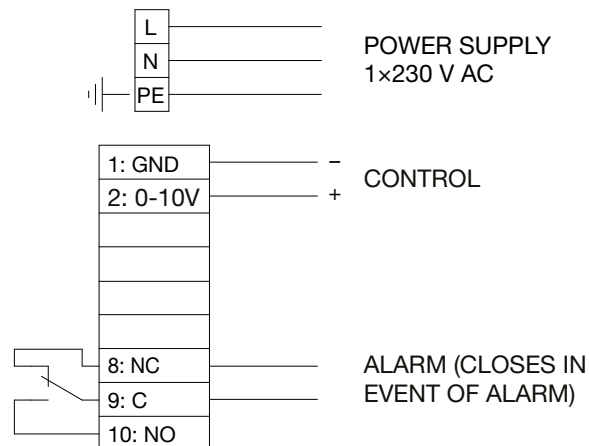 L
N
PE
POWER SUPPLY
1×230 V AC
1: GND
2: 0-10V
−
+
CONTROL
8: NC
9: C
10: NO
ALARM (CLOSES IN
EVENT OF ALARM)